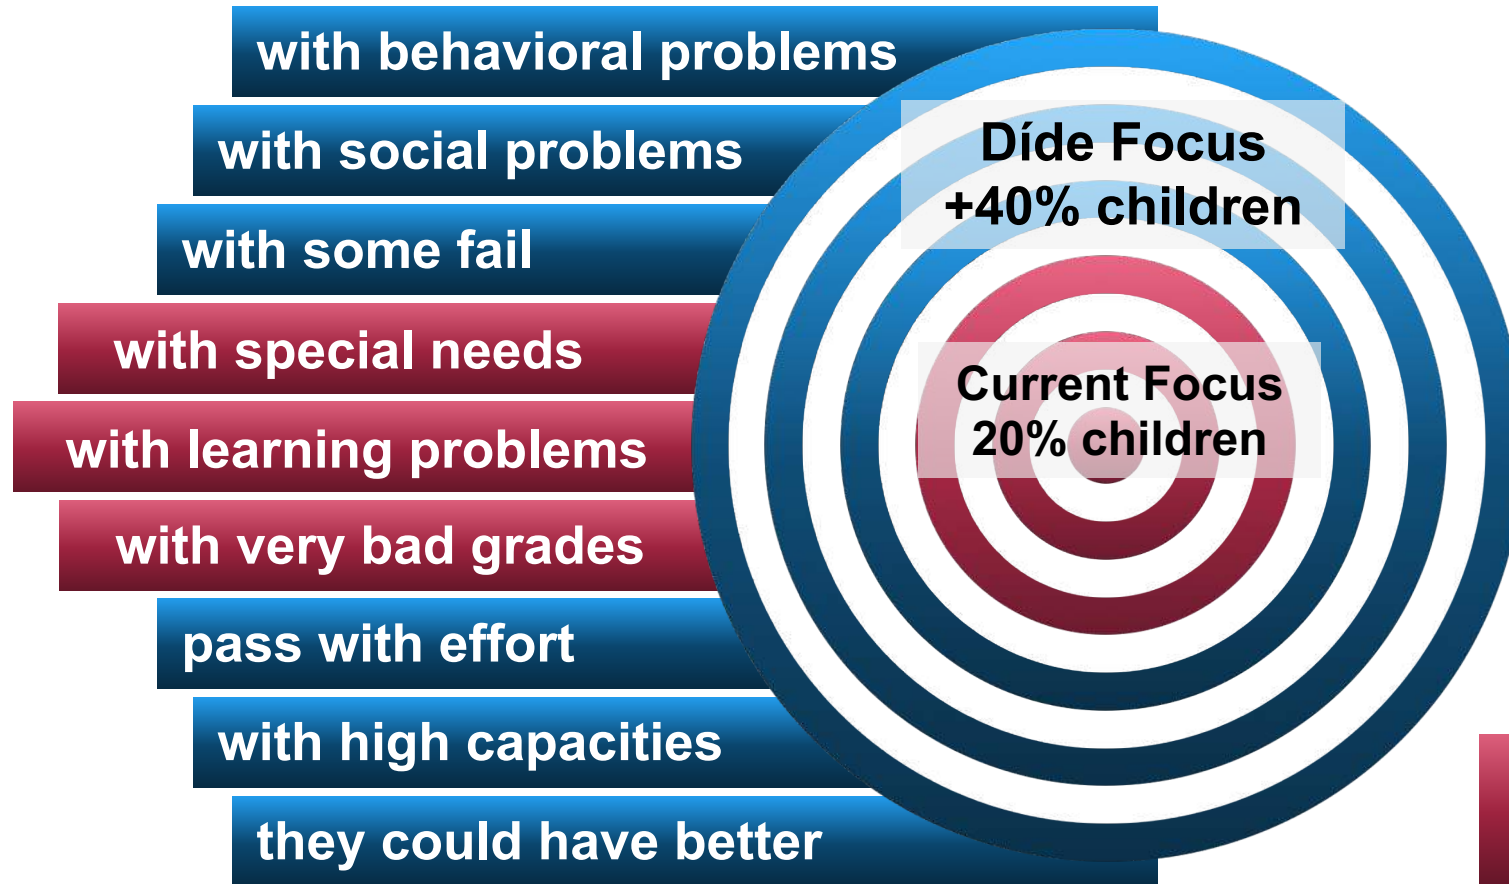 with behavioral problems
with social problems
with some fail
with special needs
with learning problems
with very bad grades
pass with effort
with high capacities
they could have better
Díde Focus
+40% children
Current Focus
20% children